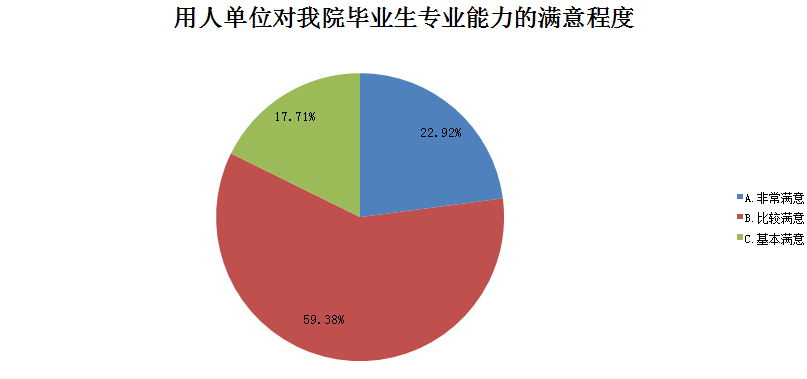 用人单位对我院毕业生专业能力的满意程度
17.71%
22.92%
59.38%
A.非常满意
B.比较满意
C.基本满意